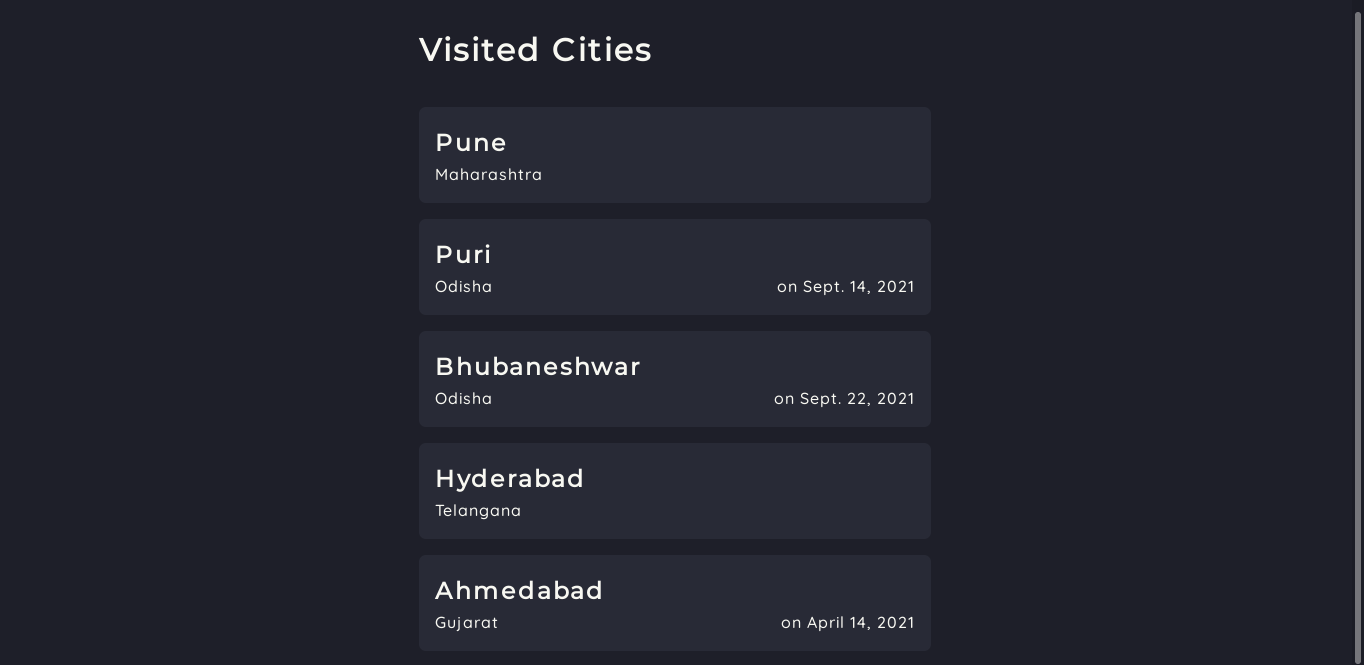 Visited Cities
Pune
Maharashtra
Puri
Odisha on Sept. 14, 2021
Bhubaneshwar
Odisha on Sept. 22, 2021
Hyderabad
Telangana
Ahmedabad
Gujarat on April 14, 2021